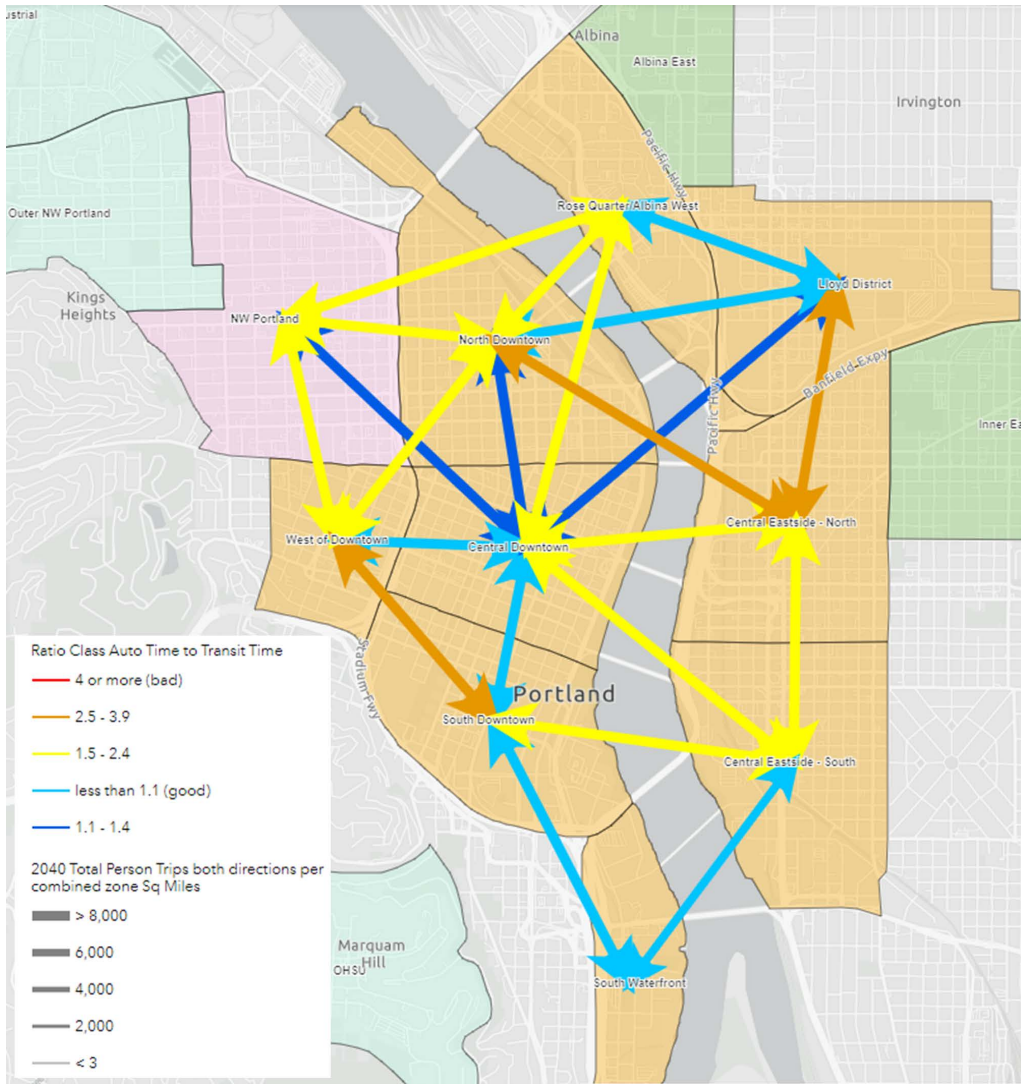 ustrial
Albina
Albina East
Irvington
Pacific Hwy
Rose Quarter/Albina West
Outer NW Portland
Lloyd District
Kings
Heights
NW Portland
North Downtown
Banfield Expy
Pacific Hwy
Inner Ea
Central Eastside - North
West of Downtown
Central Downtown
Stadium Fwy
Portland
South Downtown
Central Eastside - South
Marquam
Hill
OHSU
South Waterfront
Ratio Class Auto Time to Transit Time
4 or more (bad)
2.5 - 3.9
1.5 - 2.4
less than 1.1 (good)
1.1 - 1.4
2040 Total Person Trips both directions per
combined zone Sq Miles
> 8,000
6,000
4,000
2,000
< 3